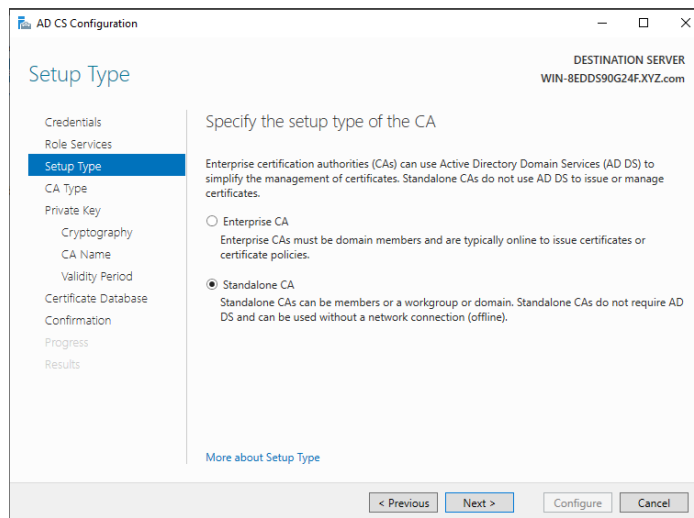 AD CS Configuration
DESTINATION SERVER
WIN-8EDDS90G24F.XYZ.com
Setup Type
Credentials
Role Services
Setup Type
CA Type
Private Key
Cryptography
CA Name
Validity Period
Certificate Database
Confirmation
Progress
Results
Specify the setup type of the CA
Enterprise certification authorities (CAs) can use Active Directory Domain Services (AD DS) to
simplify the management of certificates. Standalone CAs do not use AD DS to issue or manage
certificates.
Enterprise CA
Enterprise CAs must be domain members and are typically online to issue certificates or
certificate policies.
Standalone CA
Standalone CAs can be members or a workgroup or domain. Standalone CAs do not require AD
DS and can be used without a network connection (offline).
More about Setup Type
< Previous
Next >
Configure
Cancel